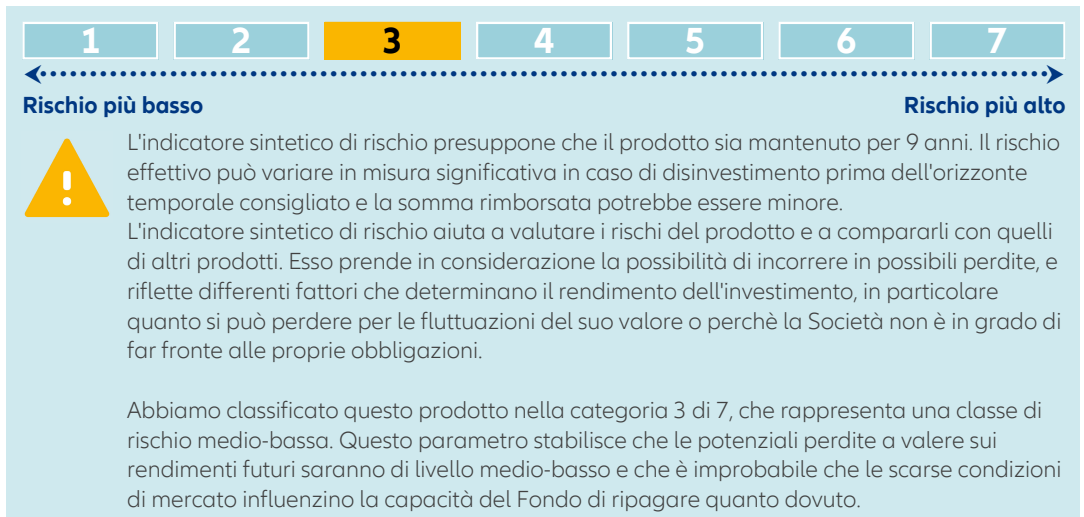 1 2 3 4 5 6 7
Rischio più basso Rischio più alto
L'indicatore sintetico di rischio presuppone che il prodotto sia mantenuto per 9 anni. Il rischio
effettivo può variare in misura significativa in caso di disinvestimento prima dell'orizzonte
temporale consigliato e la somma rimborsata potrebbe essere minore.
L'indicatore sintetico di rischio aiuta a valutare i rischi del prodotto e a compararli con quelli
di altri prodotti. Esso prende in considerazione la possibilità di incorrere in possibili perdite, e
riflette differenti fattori che determinano il rendimento dell'investimento, in particolare
quanto si può perdere per le fluttuazioni del suo valore o perchè la Società non è in grado di
far fronte alle proprie obbligazioni.
Abbiamo classificato questo prodotto nella categoria 3 di 7, che rappresenta una classe di
rischio medio-bassa. Questo parametro stabilisce che le potenziali perdite a valere sui
rendimenti futuri saranno di livello medio-basso e che è improbabile che le scarse condizioni
di mercato influenzino la capacità del Fondo di ripagare quanto dovuto.